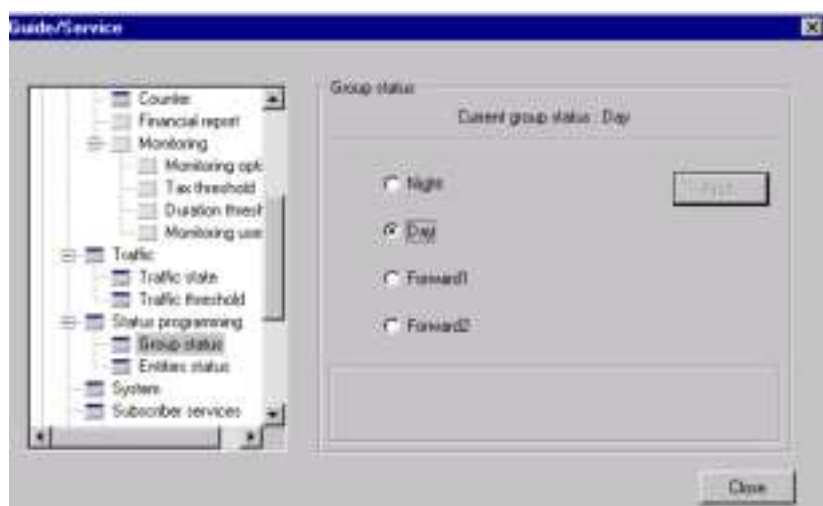 Guide/Service
Counter
Financial report
Monitoring
Monitoring opti
Tax threshold
Duration thresh
Monitoring use
Traffic
Traffic state
Traffic threshold
Status programming
Group status
Entities status
System
Subscriber services
Group status
Current group status : Day
Night
Day
Forward1
Forward2
Close